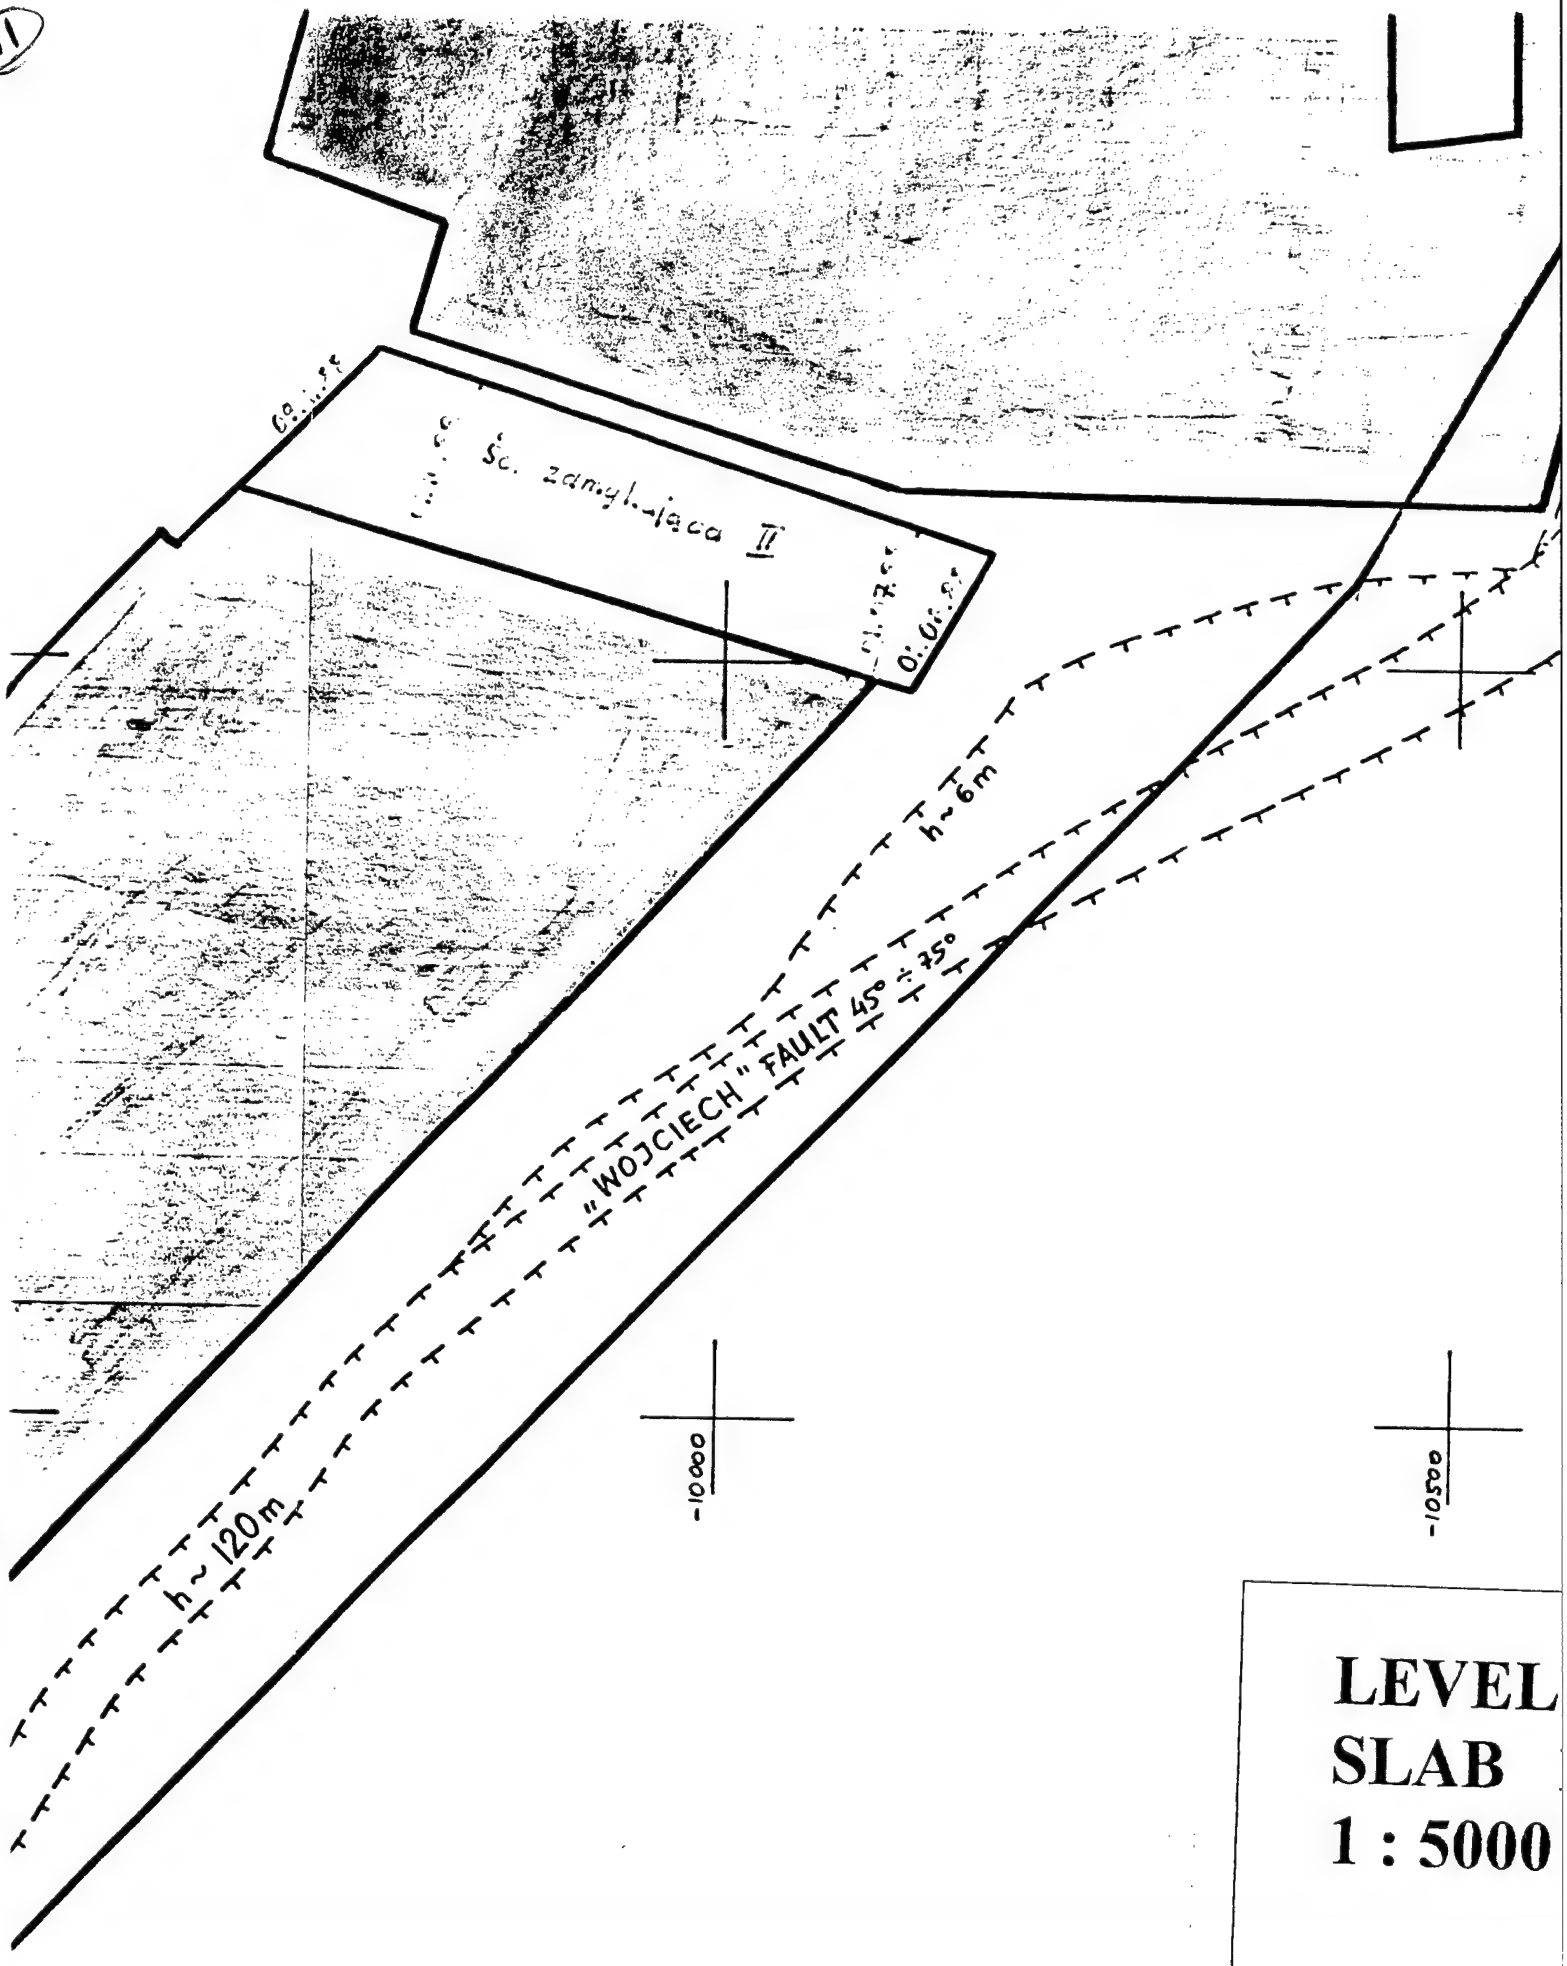 Śc. zamykająca II
h~6m
„WOJCIECH" FAULT 45° ÷ 75°
h~120m
-10000
-10500
LEVEL
SLAB
1 : 5000